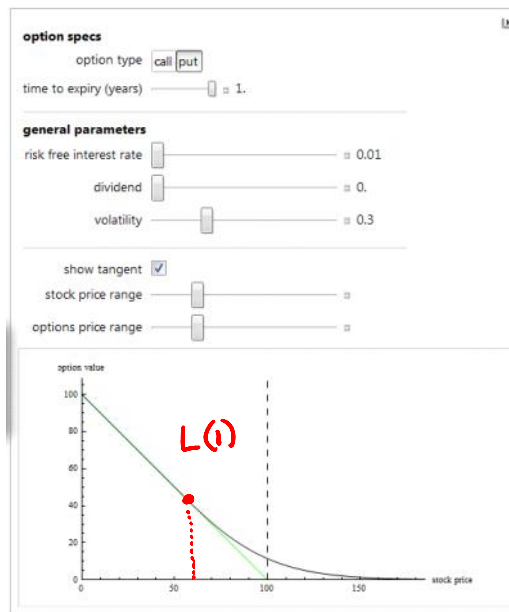 option specs
option type call put
time to expiry (years) 1.
general parameters
risk free interest rate 0.01
dividend 0.
volatility 0.3
show tangent
stock price range
options price range
option value
100
80
60
40
20
0
L(1)
0 50 100 150 stock price